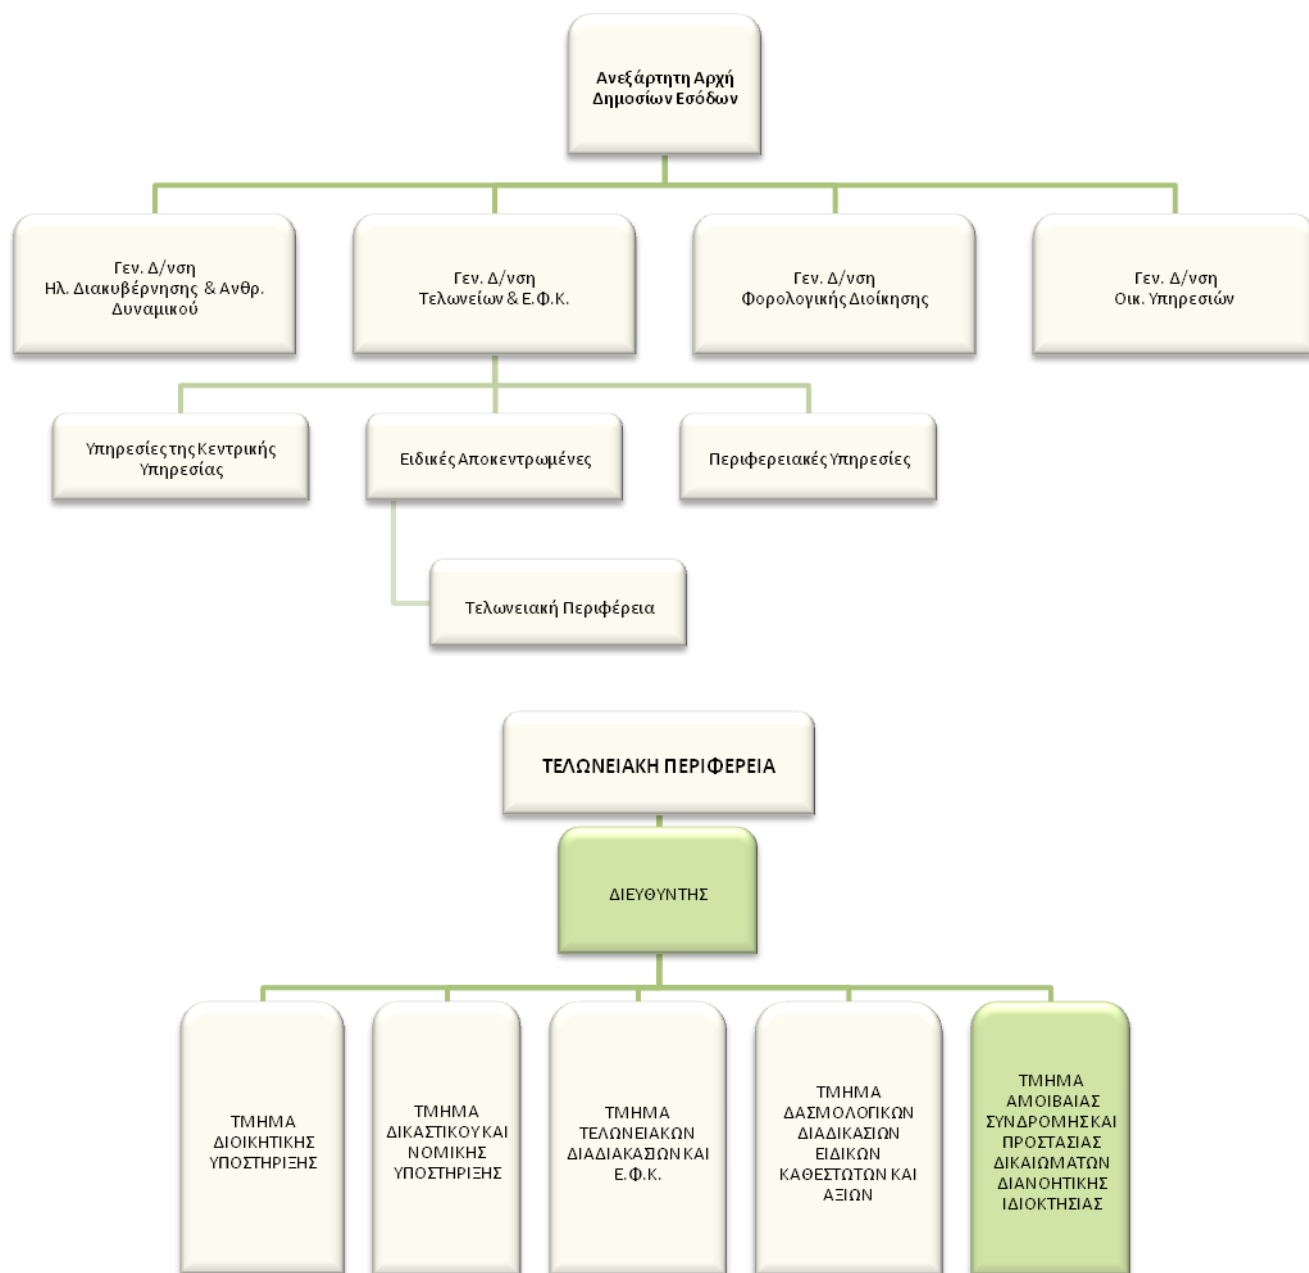 Ανεξάρτητη Αρχή
Δημοσίων Εσόδων
Γεν. Δ/νση
Ηλ. Διακυβέρνησης & Ανθρ.
Δυναμικού
Γεν. Δ/νση
Τελωνείων & Ε.Φ.Κ.
Γεν. Δ/νση
Φορολογικής Διοίκησης
Γεν. Δ/νση
Οικ. Υπηρεσιών
Υπηρεσίες της Κεντρικής
Υπηρεσίας
Ειδικές Αποκεντρωμένες
Περιφερειακές Υπηρεσίες
Τελωνειακή Περιφέρεια
ΤΕΛΩΝΕΙΑΚΗ ΠΕΡΙΦΕΡΕΙΑ
ΔΙΕΥΘΥΝΤΗΣ
ΤΜΗΜΑ
ΔΙΟΙΚΗΤΙΚΗΣ
ΥΠΟΣΤΗΡΙΞΗΣ
ΤΜΗΜΑ
ΔΙΚΑΣΤΙΚΟΥ ΚΑΙ
ΝΟΜΙΚΗΣ
ΥΠΟΣΤΗΡΙΞΗΣ
ΤΜΗΜΑ
ΤΕΛΩΝΕΙΑΚΩΝ
ΔΙΑΔΙΑΚΑΣΙΩΝ ΚΑΙ
Ε.Φ.Κ.
ΤΜΗΜΑ
ΔΑΣΜΟΛΟΓΙΚΩΝ
ΔΙΑΔΙΚΑΣΙΩΝ
ΕΙΔΙΚΩΝ
ΚΑΘΕΣΤΩΤΩΝ ΚΑΙ
ΑΞΙΩΝ
ΤΜΗΜΑ
ΑΜΟΙΒΑΙΑΣ
ΣΥΝΔΡΟΜΗΣ ΚΑΙ
ΠΡΟΣΤΑΣΙΑΣ
ΔΙΚΑΙΩΜΑΤΩΝ
ΔΙΑΝΟΗΤΙΚΗΣ
ΙΔΙΟΚΤΗΣΙΑΣ